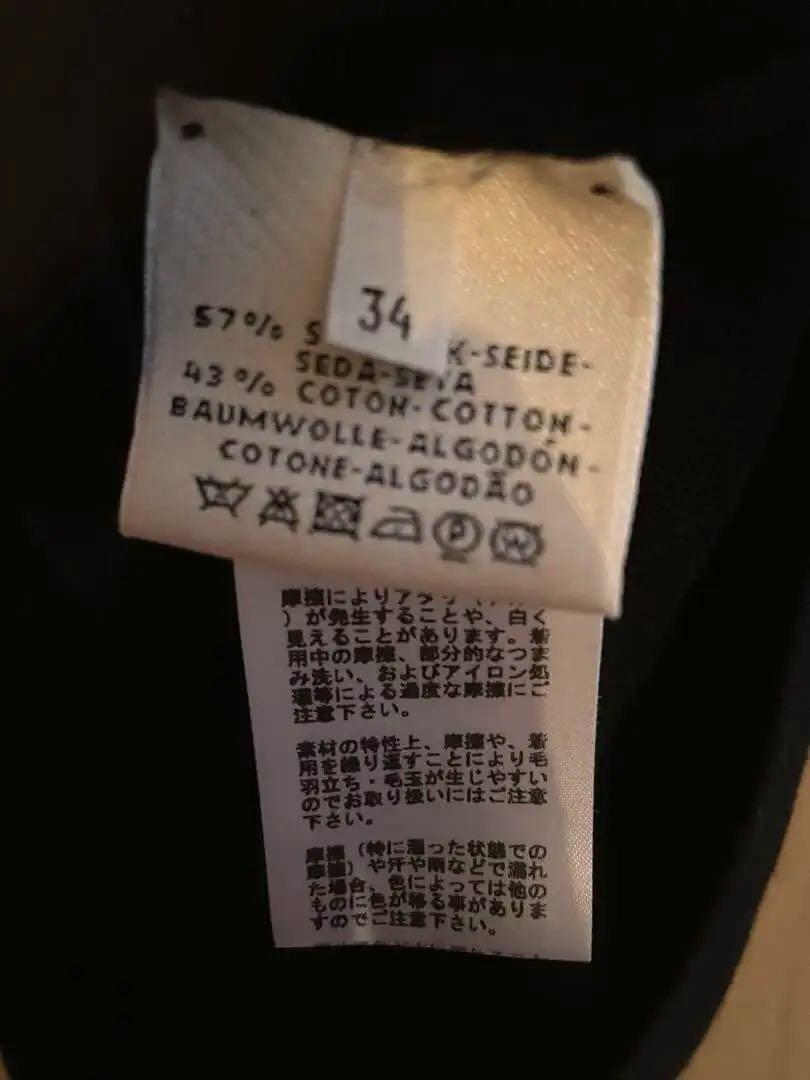 34
57% S K-SEIDE-
SEDA-SETA
43% COTON-COTTON-
BAUMWOLLE-ALGODÓN-
COTONE-ALGODÃO
P W
摩擦によりアタリ
）が発生することや、白く
見えることがあります。着
用中の摩擦、部分的なつま
み洗い、およびアイロン処
理等による過度な摩擦にご
注意下さい。
素材の特性上、摩擦や、着
用を繰り返すことにより毛
羽立ち・毛玉が生じやすい
のでお取り扱いにはご注意
下さい。
摩擦（特に湿った状態での
摩擦）や汗や雨などで濡れ
た場合、色によっては他の
ものに色が移る事がありま
すのでご注意下さい。